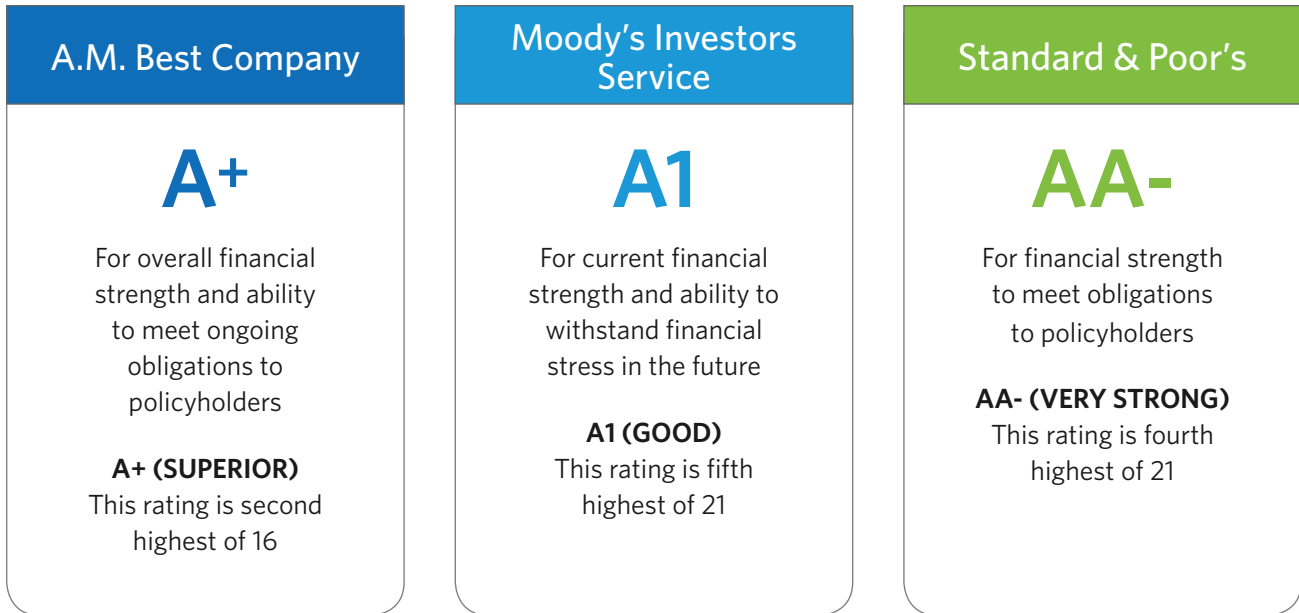 A.M. Best Company
A+
For overall financial
strength and ability
to meet ongoing
obligations to
policyholders
A+ (SUPERIOR)
This rating is second
highest of 16
Moody's Investors
Service
A1
For current financial
strength and ability to
withstand financial
stress in the future
A1 (GOOD)
This rating is fifth
highest of 21
Standard & Poor's
AA-
For financial strength
to meet obligations
to policyholders
AA- (VERY STRONG)
This rating is fourth
highest of 21